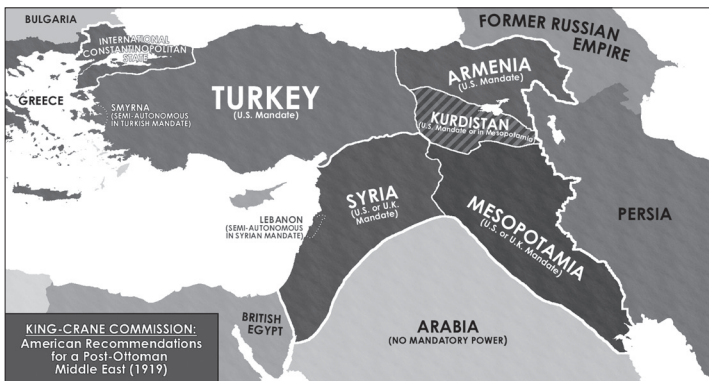 BULGARIA
INTERNATIONAL
CONSTANTINOPOLITAN
STATE
FORMER RUSSIAN
EMPIRE
GREECE
SMYRNA
(SEMI-AUTONOMOUS
IN TURKISH MANDATE)
TURKEY
(U.S. Mandate)
ARMENIA
(U.S. Mandate)
KURDISTAN
(U.S. Mandate or in Mesopotamia)
SYRIA
(U.S. or U.K.
Mandate)
LEBANON
(SEMI-AUTONOMOUS
IN SYRIAN MANDATE)
MESOPOTAMIA
(U.S. or U.K. Mandate)
PERSIA
BRITISH
EGYPT
ARABIA
(NO MANDATORY POWER)
KING-CRANE COMMISSION:
American Recommendations
for a Post-Ottoman
Middle East (1919)